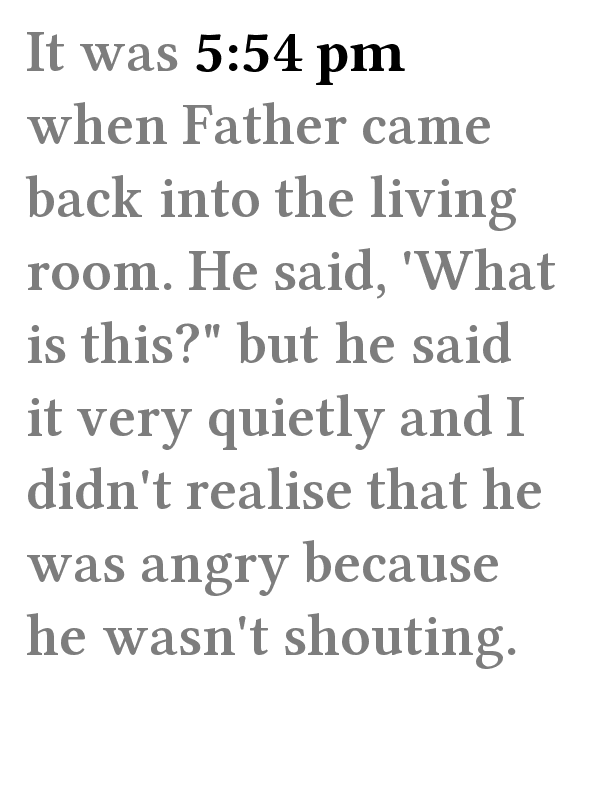 It was 5:54 pm
when Father came
back into the living
room. He said, 'What
is this?" but he said
it very quietly and I
didn't realise that he
was angry because
he wasn't shouting.